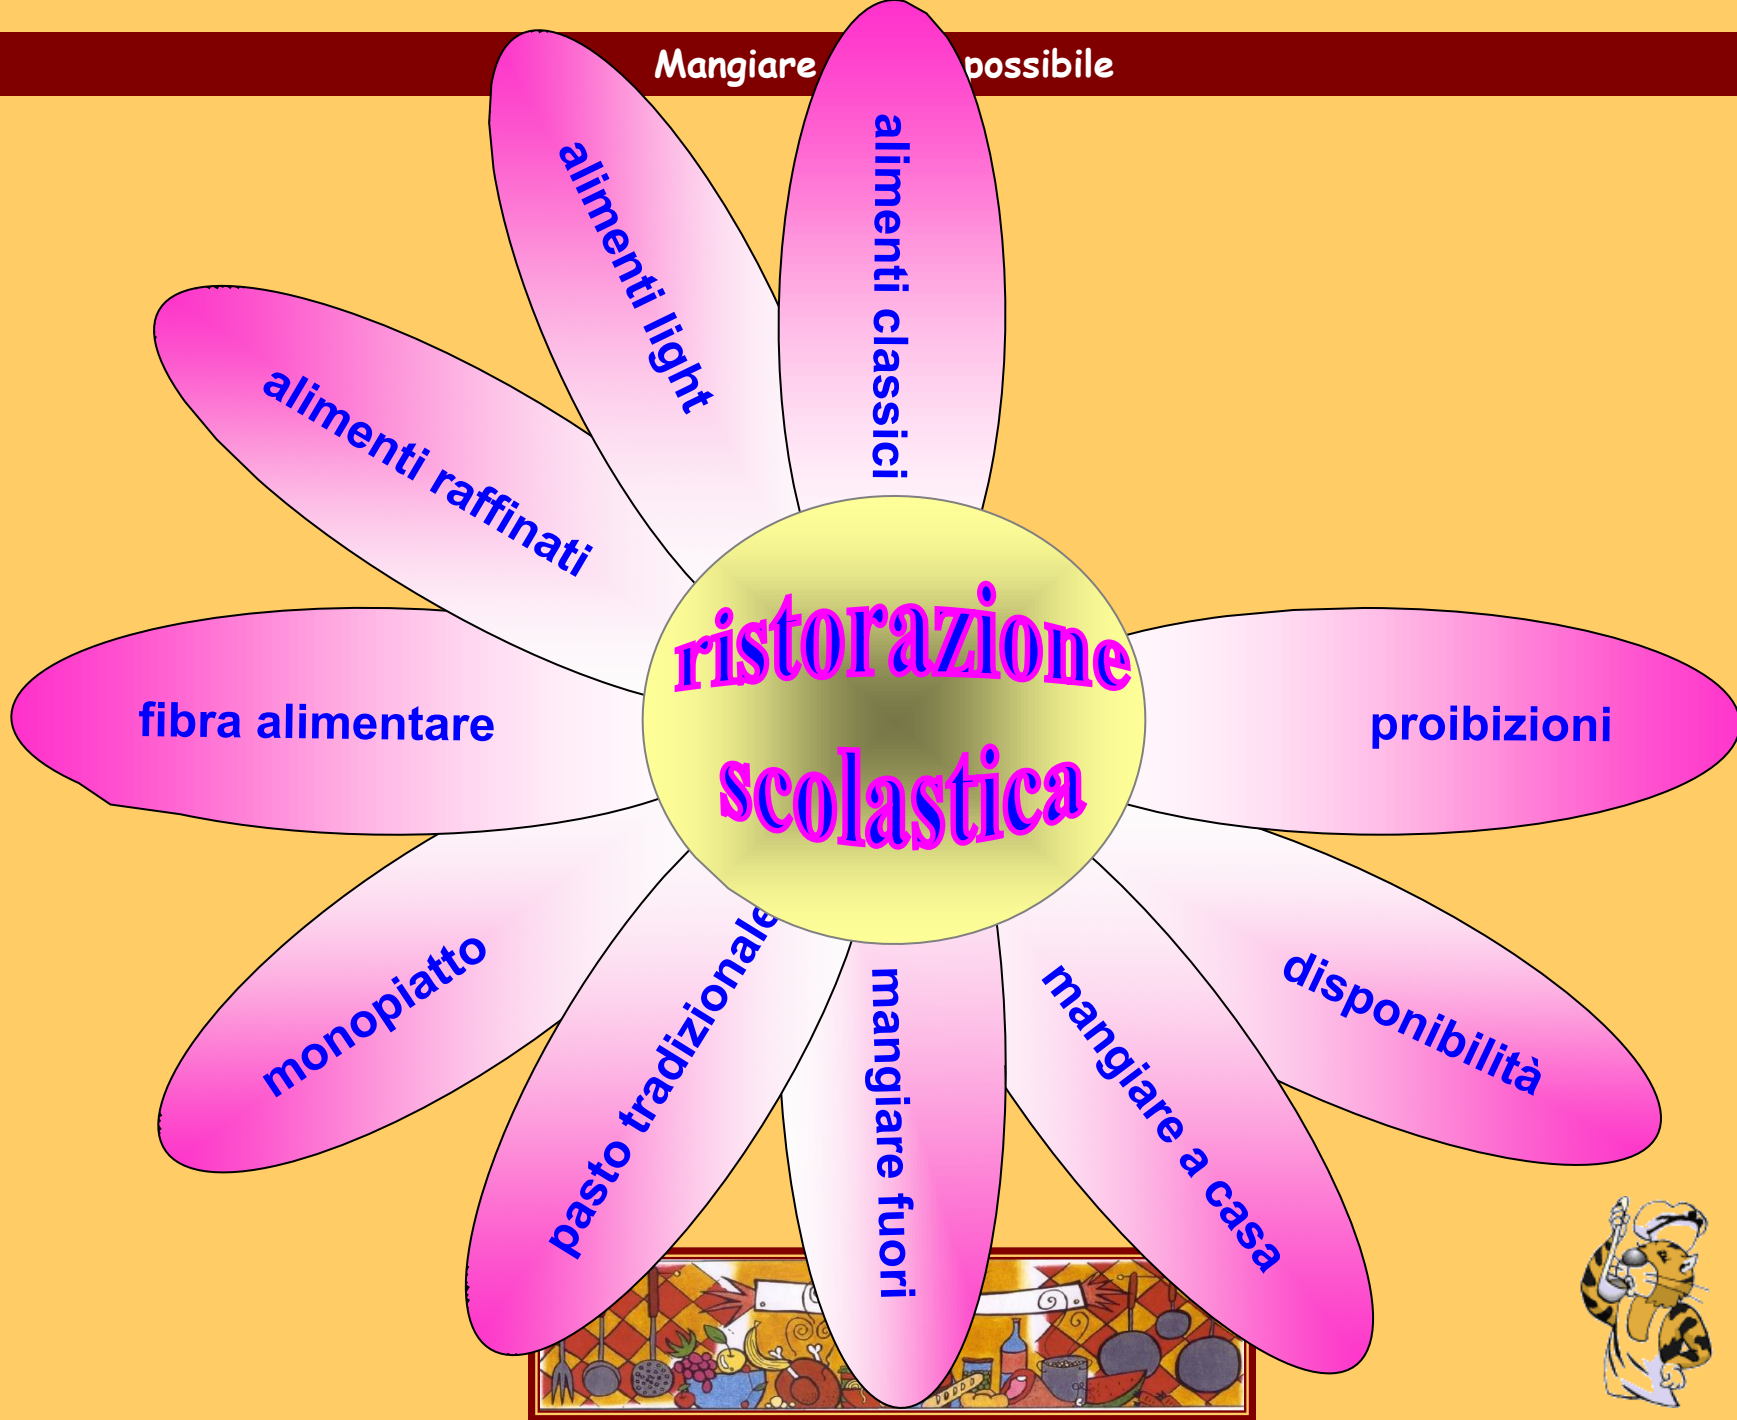 Mangiare possibile
alimenti classici
alimenti light
alimenti raffinati
fibra alimentare
monopiatto
pasto tradizionale
mangiare fuori
mangiare a casa
disponibilità
proibizioni
ristorazione
scolastica